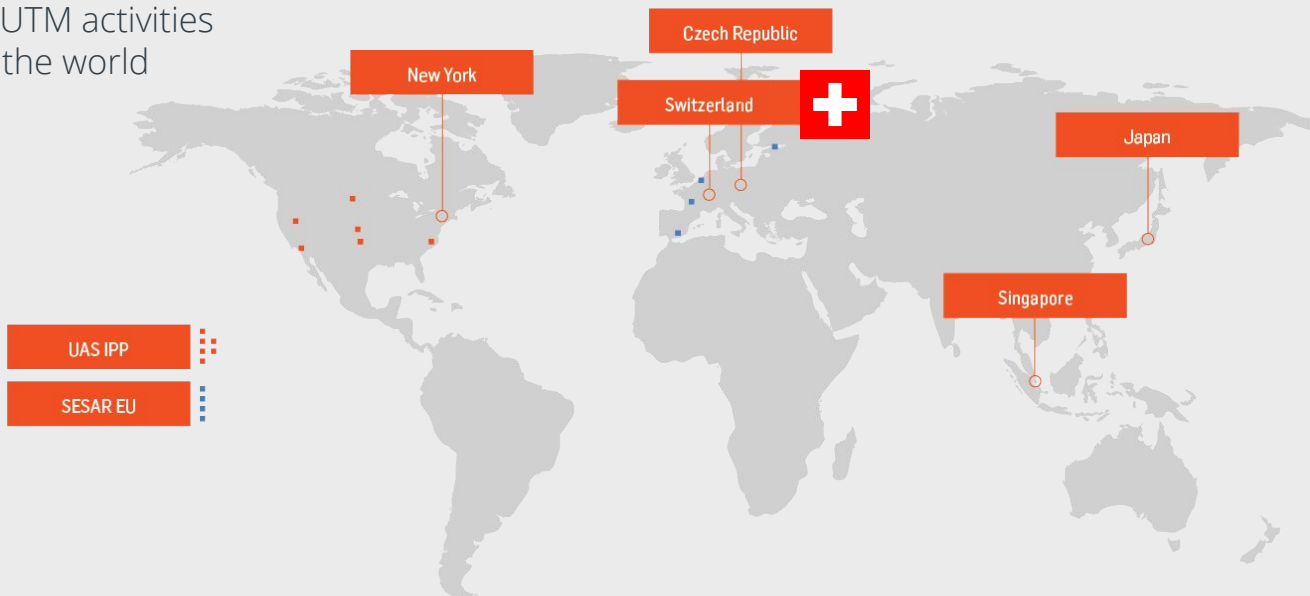 UTM activities
the world
Czech Republic
New York
Switzerland
Japan
Singapore
UAS IPP
SESAR EU